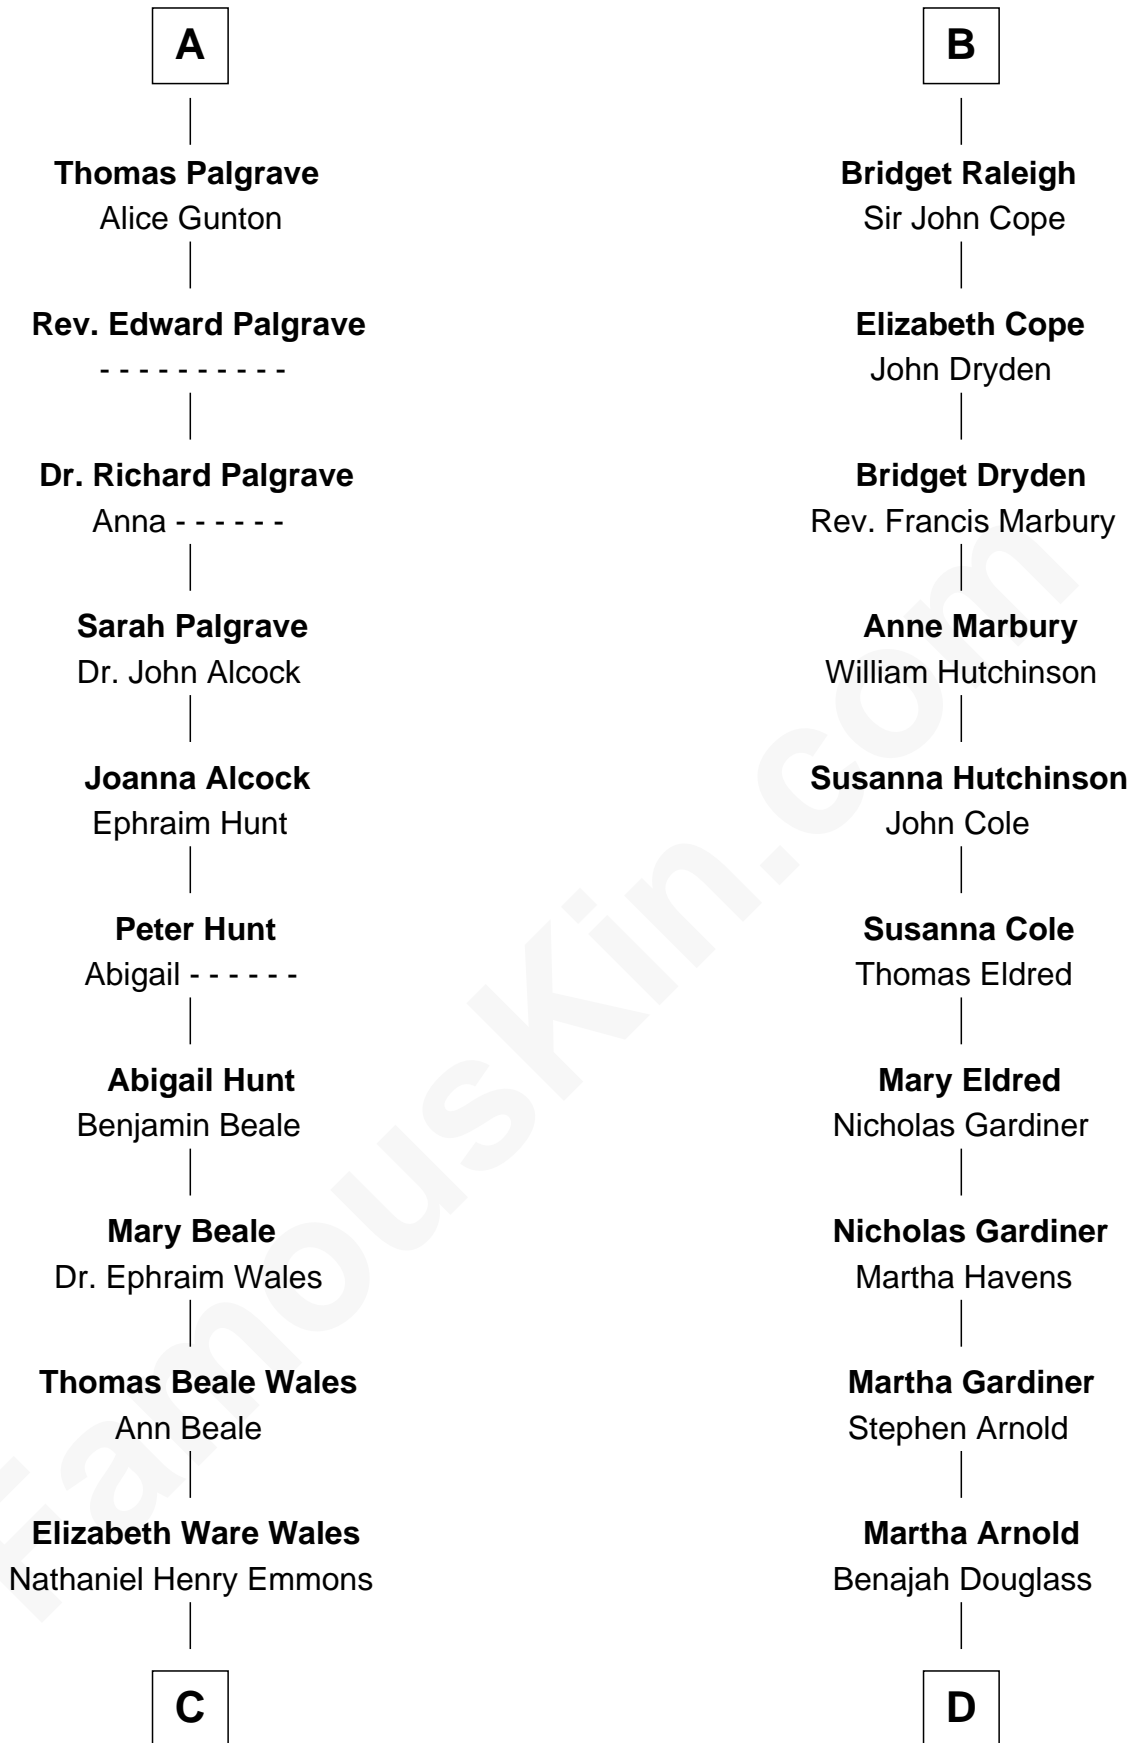 A
Thomas Palgrave
Alice Gunton
Rev. Edward Palgrave
- - - - - - - - - -
Dr. Richard Palgrave
Anna - - - - - -
Sarah Palgrave
Dr. John Alcock
Joanna Alcock
Ephraim Hunt
Peter Hunt
Abigail - - - - - -
Abigail Hunt
Benjamin Beale
Mary Beale
Dr. Ephraim Wales
Thomas Beale Wales
Ann Beale
Elizabeth Ware Wales
Nathaniel Henry Emmons
C
B
Bridget Raleigh
Sir John Cope
Elizabeth Cope
John Dryden
Bridget Dryden
Rev. Francis Marbury
Anne Marbury
William Hutchinson
Susanna Hutchinson
John Cole
Susanna Cole
Thomas Eldred
Mary Eldred
Nicholas Gardiner
Nicholas Gardiner
Martha Havens
Martha Gardiner
Stephen Arnold
Martha Arnold
Benajah Douglass
D
FamousKin.com